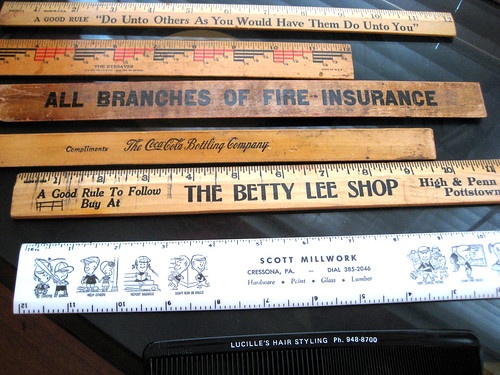 A GOOD RULE "Do Unto Others As You Would Have Them Do Unto You"
THE EYESAVER
ALL BRANCHES OF FIRE INSURANCE
Compliments The Coca-Cola Bottling Company
A Good Rule To Follow
Buy At
THE BETTY LEE SHOP
High & Penn
Pottstown
SCOTT MILLWORK
CRESSONA, PA. — DIAL 385-2046
Hardware • Paint • Glass • Lumber
LUCILLE'S HAIR STYLING Ph. 948-8700